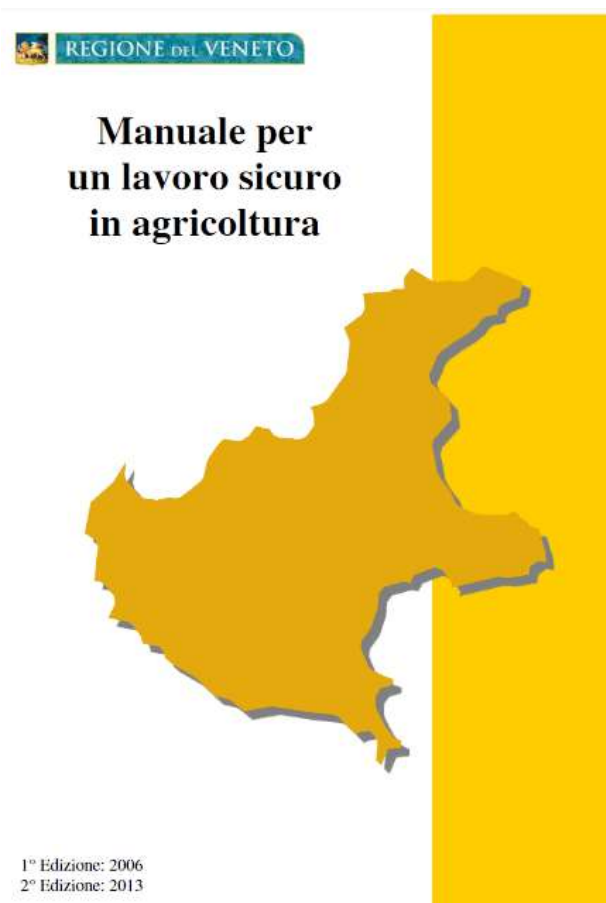 REGIONE DEL VENETO
Manuale per
un lavoro sicuro
in agricoltura
1° Edizione: 2006
2° Edizione: 2013